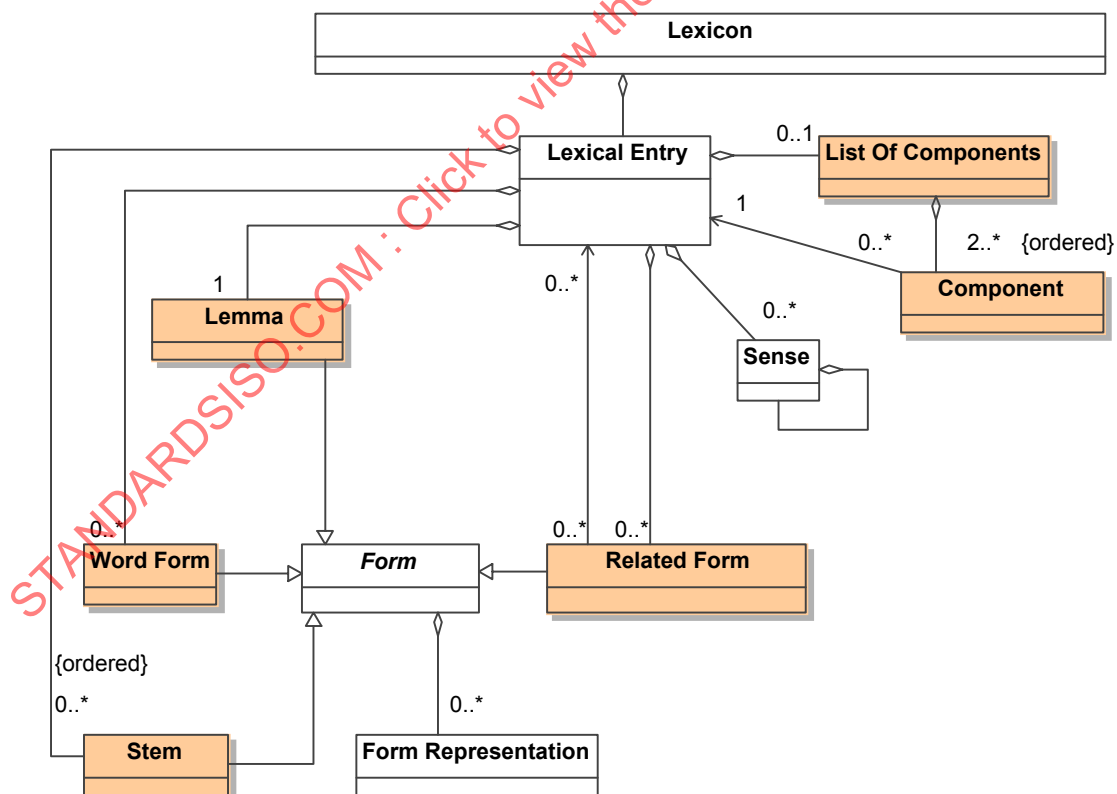 Lexicon
Lexical Entry
0..1
List Of Components
1
0..*
2..*
{ordered}
Component
1
Lemma
0..*
0..*
Sense
0..*
Word Form
Form
0..*
0..*
Related Form
{ordered}
0..*
0..*
Stem
Form Representation
STANDARDSISO.COM : Click to view the